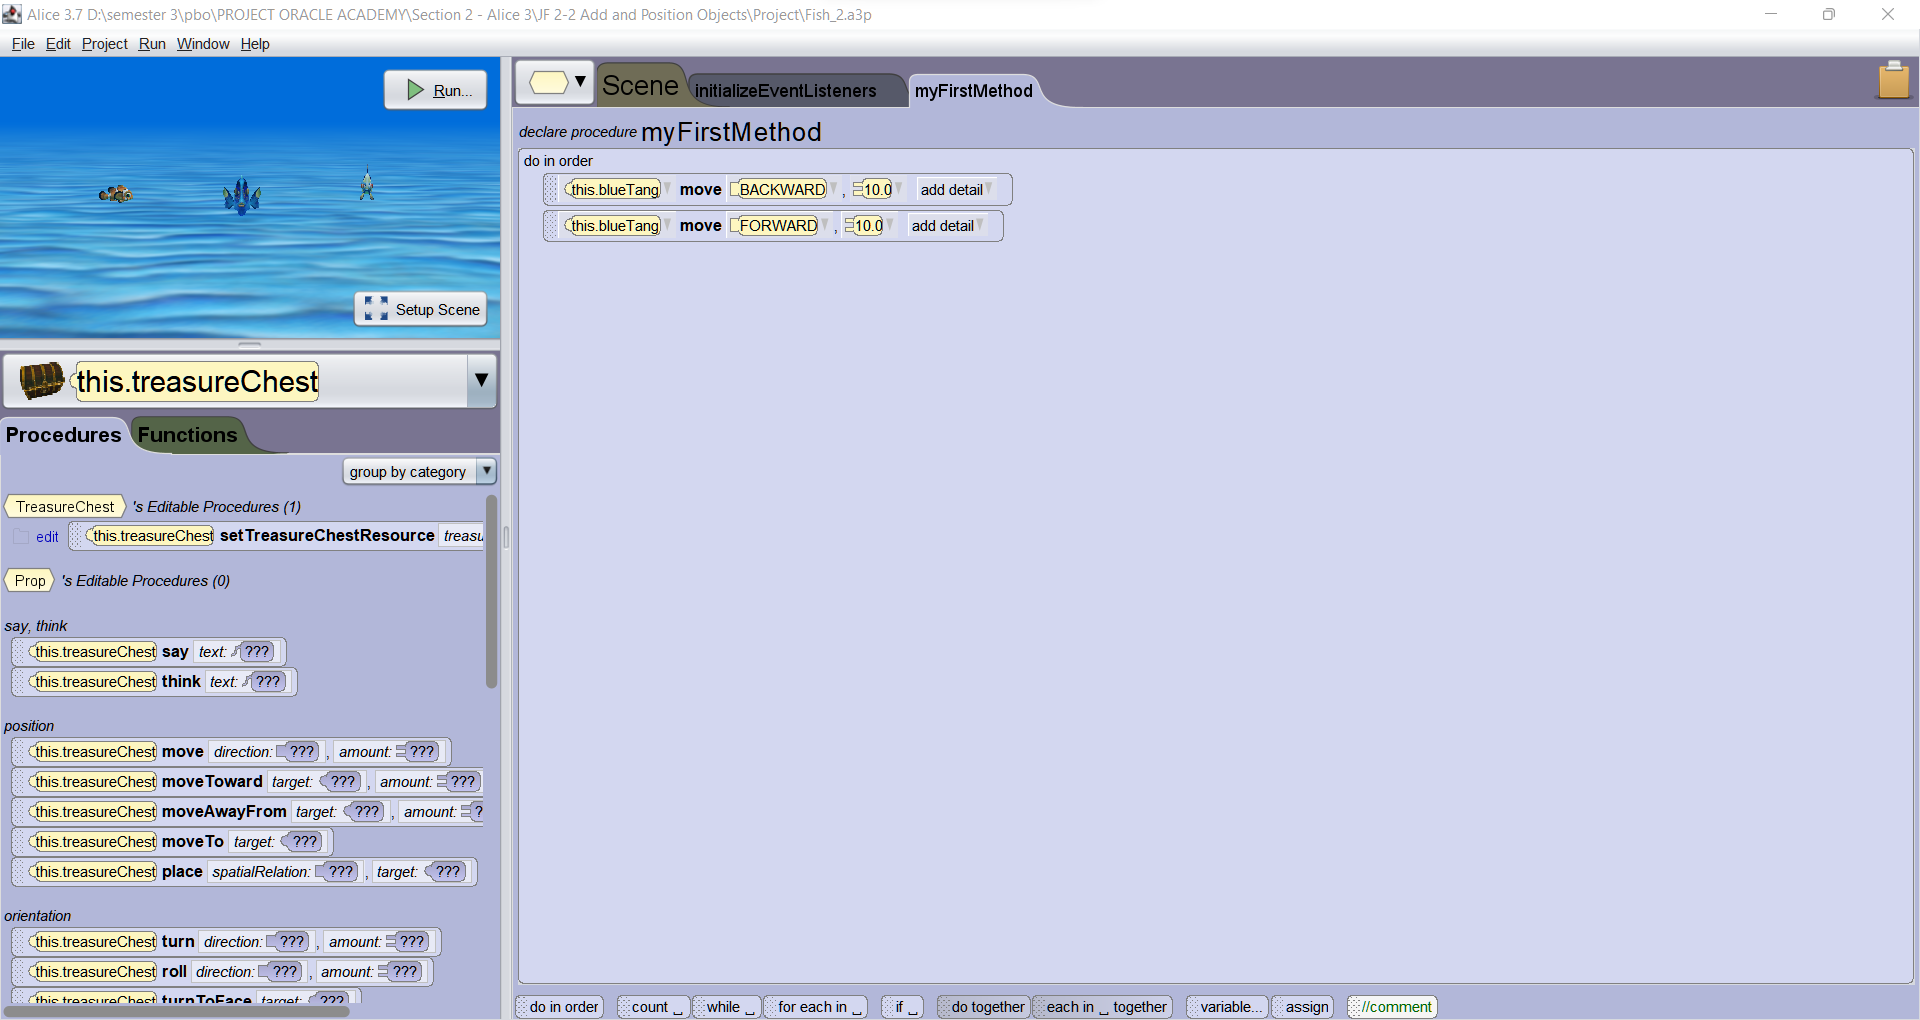 Alice 3.7 D:\semester 3\pbo\PROJECT ORACLE ACADEMY\Section 2 - Alice 3\JF 2-2 Add and Position Objects\Project\Fish_2.a3p
File Edit Project Run Window Help
Run...
Setup Scene
this.treasureChest
Procedures Functions
group by category
TreasureChest 's Editable Procedures (1)
edit this.treasureChest setTreasureChestResource
Prop 's Editable Procedures (0)
say, think
this.treasureChest say text: ???
this.treasureChest think text: ???
position
this.treasureChest move direction: ??? , amount: ???
this.treasureChest moveToward target: ??? , amount: ???
this.treasureChest moveAwayFrom target: ??? , amount: ?
this.treasureChest moveTo target: ???
this.treasureChest place spatialRelation: ??? , target: ???
orientation
this.treasureChest turn direction: ??? , amount: ???
this.treasureChest roll direction: ??? , amount: ???
this.treasureChest turnToFace target: ???
Scene initializeEventListeners myFirstMethod
declare procedure myFirstMethod
do in order
this.blueTang move BACKWARD , 10.0 add detail
this.blueTang move FORWARD , 10.0 add detail
do in order count ␣ while ␣ for each in ␣ if ␣ do together each in ␣ together variable... assign //comment